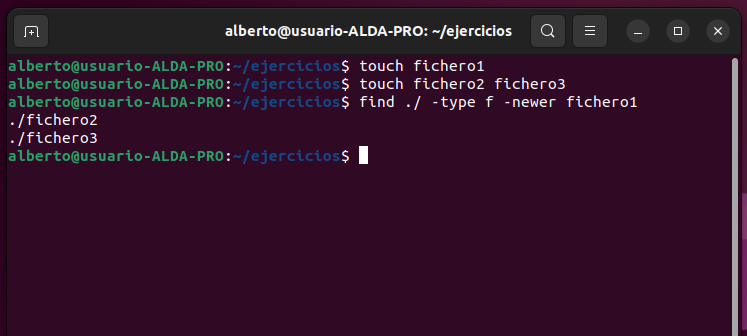 alberto@usuario-ALDA-PRO: ~/ejercicios
alberto@usuario-ALDA-PRO:~/ejercicios$ touch fichero1
alberto@usuario-ALDA-PRO:~/ejercicios$ touch fichero2 fichero3
alberto@usuario-ALDA-PRO:~/ejercicios$ find ./ -type f -newer fichero1
./fichero2
./fichero3
alberto@usuario-ALDA-PRO:~/ejercicios$